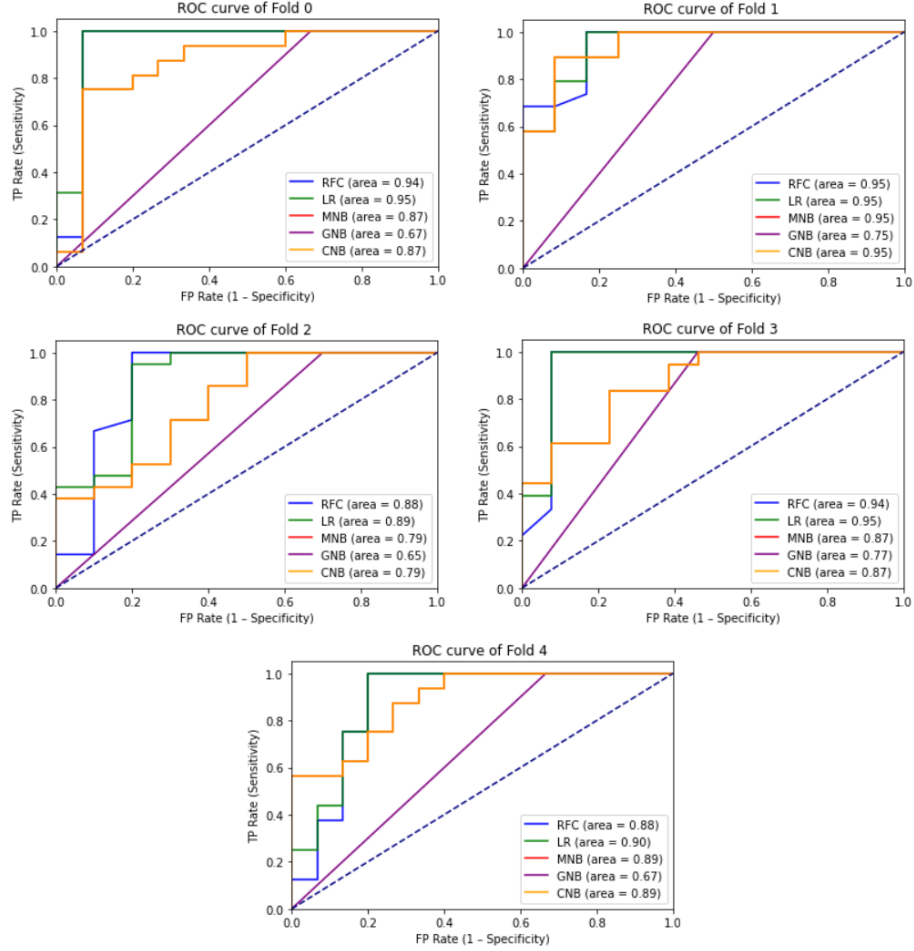 ROC curve of Fold 0
TP Rate (Sensitivity)
1.0
0.8
0.6
0.4
0.2
0.0
RFC (area = 0.94)
LR (area = 0.95)
MNB (area = 0.87)
GNB (area = 0.67)
CNB (area = 0.87)
0.0 0.2 0.4 0.6 0.8 1.0
FP Rate (1 – Specificity)
ROC curve of Fold 1
TP Rate (Sensitivity)
1.0
0.8
0.6
0.4
0.2
0.0
RFC (area = 0.95)
LR (area = 0.95)
MNB (area = 0.95)
GNB (area = 0.75)
CNB (area = 0.95)
0.0 0.2 0.4 0.6 0.8 1.0
FP Rate (1 – Specificity)
ROC curve of Fold 2
TP Rate (Sensitivity)
1.0
0.8
0.6
0.4
0.2
0.0
RFC (area = 0.88)
LR (area = 0.89)
MNB (area = 0.79)
GNB (area = 0.65)
CNB (area = 0.79)
0.0 0.2 0.4 0.6 0.8 1.0
FP Rate (1 – Specificity)
ROC curve of Fold 3
TP Rate (Sensitivity)
1.0
0.8
0.6
0.4
0.2
0.0
RFC (area = 0.94)
LR (area = 0.95)
MNB (area = 0.87)
GNB (area = 0.77)
CNB (area = 0.87)
0.0 0.2 0.4 0.6 0.8 1.0
FP Rate (1 – Specificity)
ROC curve of Fold 4
TP Rate (Sensitivity)
1.0
0.8
0.6
0.4
0.2
0.0
RFC (area = 0.88)
LR (area = 0.90)
MNB (area = 0.89)
GNB (area = 0.67)
CNB (area = 0.89)
0.0 0.2 0.4 0.6 0.8 1.0
FP Rate (1 – Specificity)